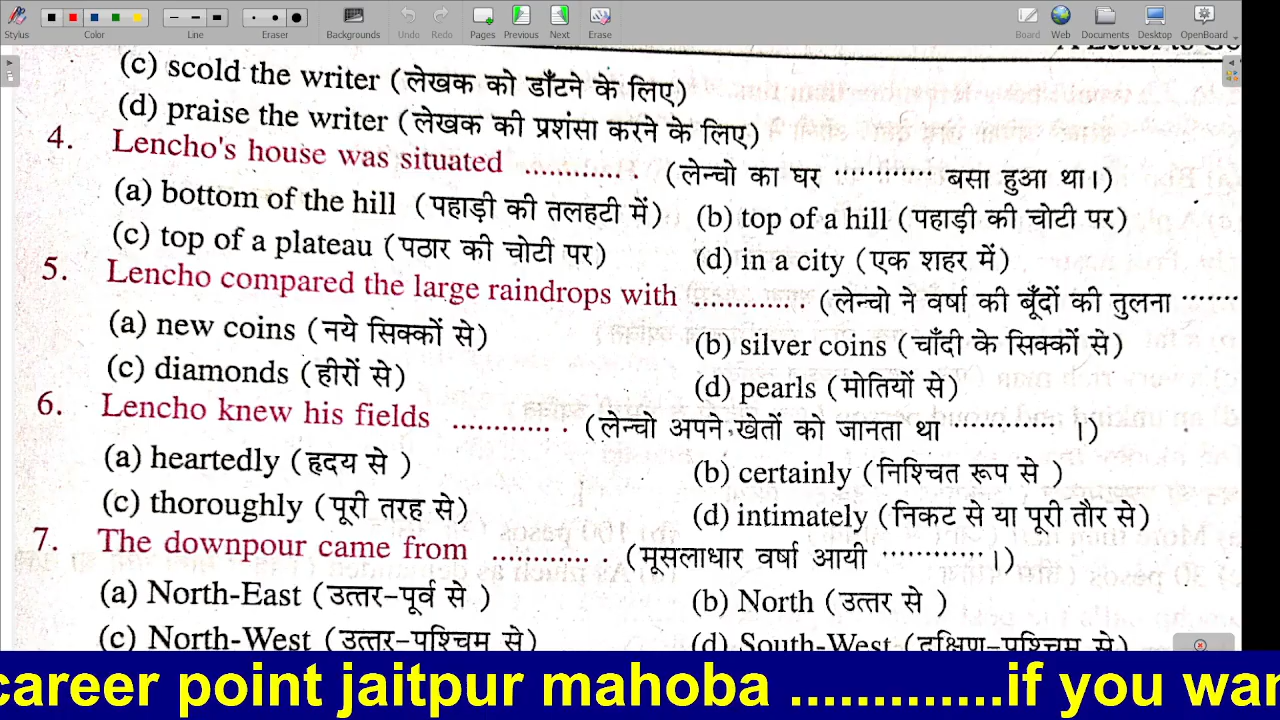 Stylus Color Line Eraser Backgrounds Undo Redo Pages Previous Next Erase Board Web Documents Desktop OpenBoard
(c) scold the writer (लेखक को डाँटने के लिए)
(d) praise the writer (लेखक की प्रशंसा करने के लिए)
4. Lencho's house was situated ............ . (लेन्चो का घर ············ बसा हुआ था।)
(a) bottom of the hill (पहाड़ी की तलहटी में) (b) top of a hill (पहाड़ी की चोटी पर)
(c) top of a plateau (पठार की चोटी पर) (d) in a city (एक शहर में)
5. Lencho compared the large raindrops with ............ . (लेन्चो ने वर्षा की बूँदों की तुलना ·······
(a) new coins (नये सिक्कों से) (b) silver coins (चाँदी के सिक्कों से)
(c) diamonds (हीरों से) (d) pearls (मोतियों से)
6. Lencho knew his fields ............ . (लेन्चो अपने खेतों को जानता था ············ ।)
(a) heartedly (हृदय से ) (b) certainly (निश्चित रूप से )
(c) thoroughly (पूरी तरह से) (d) intimately (निकट से या पूरी तौर से)
7. The downpour came from ............ . (मूसलाधार वर्षा आयी ············।)
(a) North-East (उत्तर-पूर्व से ) (b) North (उत्तर से )
(c) North-West (उत्तर-पश्चिम से) (d) South-West (दक्षिण-पश्चिम से)
career point jaitpur mahoba .............if you